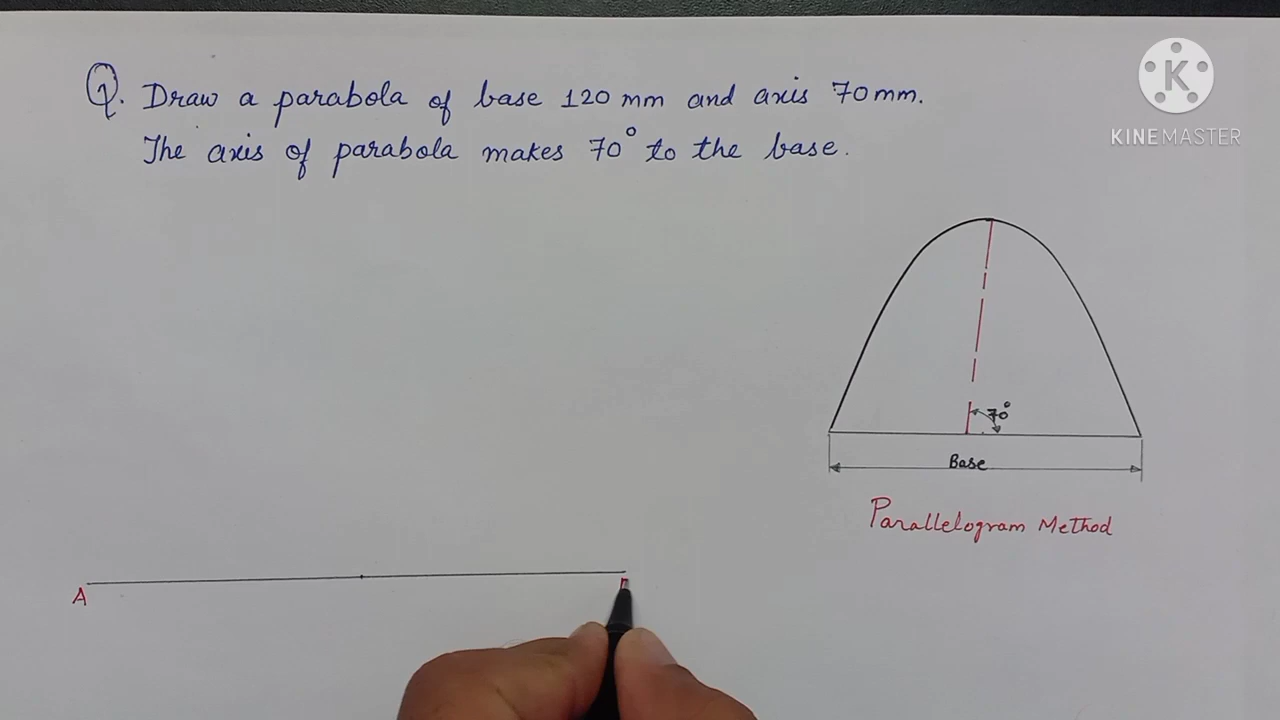 Q. Draw a parabola of base 120 mm and axis 70 mm.
The axis of parabola makes 70° to the base.
K
KINEMASTER
70°
Base
Parallelogram Method
A